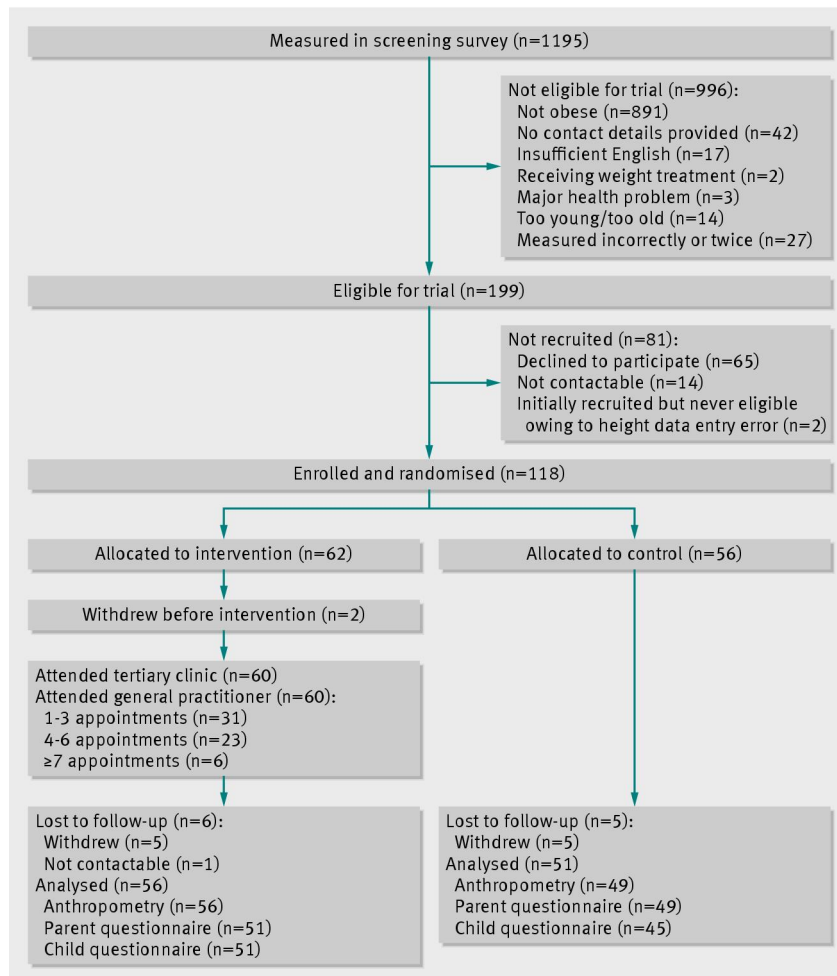 Measured in screening survey (n=1195)
Not eligible for trial (n=996):
Not obese (n=891)
No contact details provided (n=42)
Insufficient English (n=17)
Receiving weight treatment (n=2)
Major health problem (n=3)
Too young/too old (n=14)
Measured incorrectly or twice (n=27)
Eligible for trial (n=199)
Not recruited (n=81):
Declined to participate (n=65)
Not contactable (n=14)
Initially recruited but never eligible
owing to height data entry error (n=2)
Enrolled and randomised (n=118)
Allocated to intervention (n=62)
Allocated to control (n=56)
Withdrew before intervention (n=2)
Attended tertiary clinic (n=60)
Attended general practitioner (n=60):
1-3 appointments (n=31)
4-6 appointments (n=23)
≥7 appointments (n=6)
Lost to follow-up (n=6):
Withdrew (n=5)
Not contactable (n=1)
Analysed (n=56)
Anthropometry (n=56)
Parent questionnaire (n=51)
Child questionnaire (n=51)
Lost to follow-up (n=5):
Withdrew (n=5)
Analysed (n=51)
Anthropometry (n=49)
Parent questionnaire (n=49)
Child questionnaire (n=45)